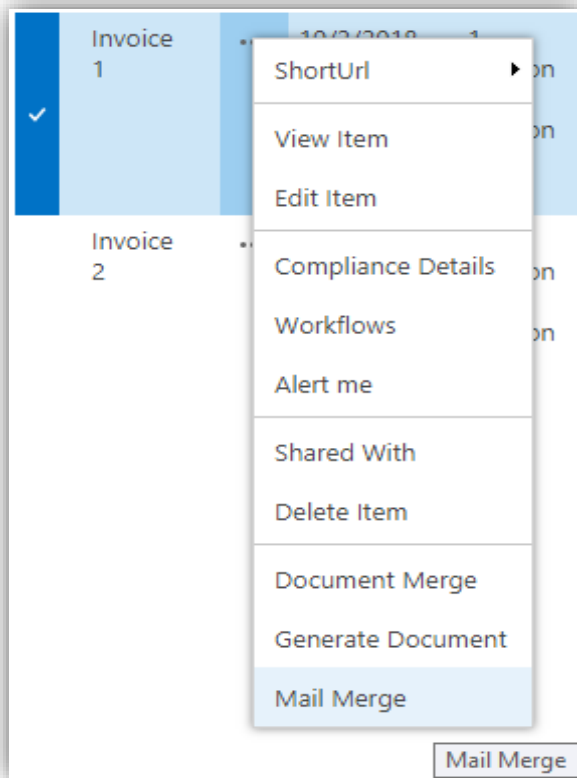 Invoice
1
ShortUrl
View Item
Edit Item
Invoice
2
Compliance Details
Workflows
Alert me
Shared With
Delete Item
Document Merge
Generate Document
Mail Merge
Mail Merge